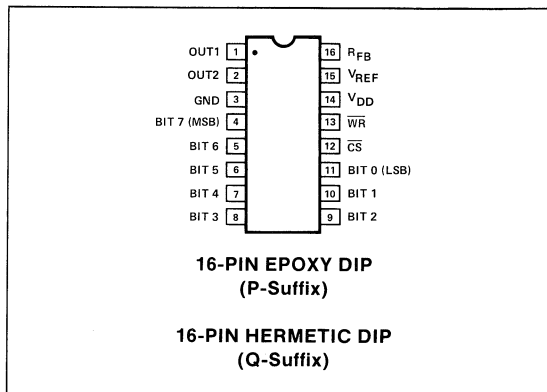 OUT1 1 16 RFB
OUT2 2 15 VREF
GND 3 14 VDD
BIT 7 (MSB) 4 13 W̅R̅
BIT 6 5 12 C̅S̅
BIT 5 6 11 BIT 0 (LSB)
BIT 4 7 10 BIT 1
BIT 3 8 9 BIT 2
16-PIN EPOXY DIP
(P-Suffix)
16-PIN HERMETIC DIP
(Q-Suffix)